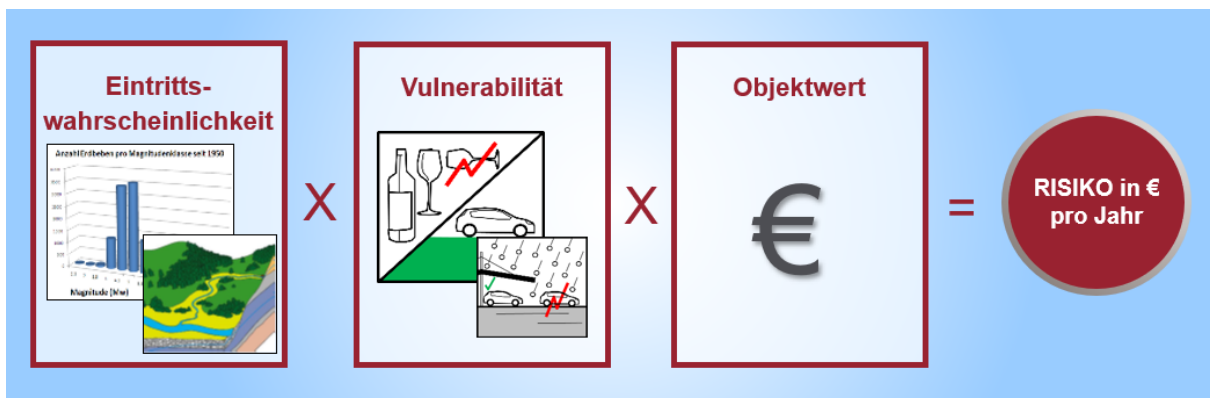 Eintritts-
wahrscheinlichkeit
Anzahl Erdbeben pro Magnitudenklasse seit 1950
Magnitude (Mw)
X
Vulnerabilität
X
Objektwert
€
=
RISIKO in €
pro Jahr